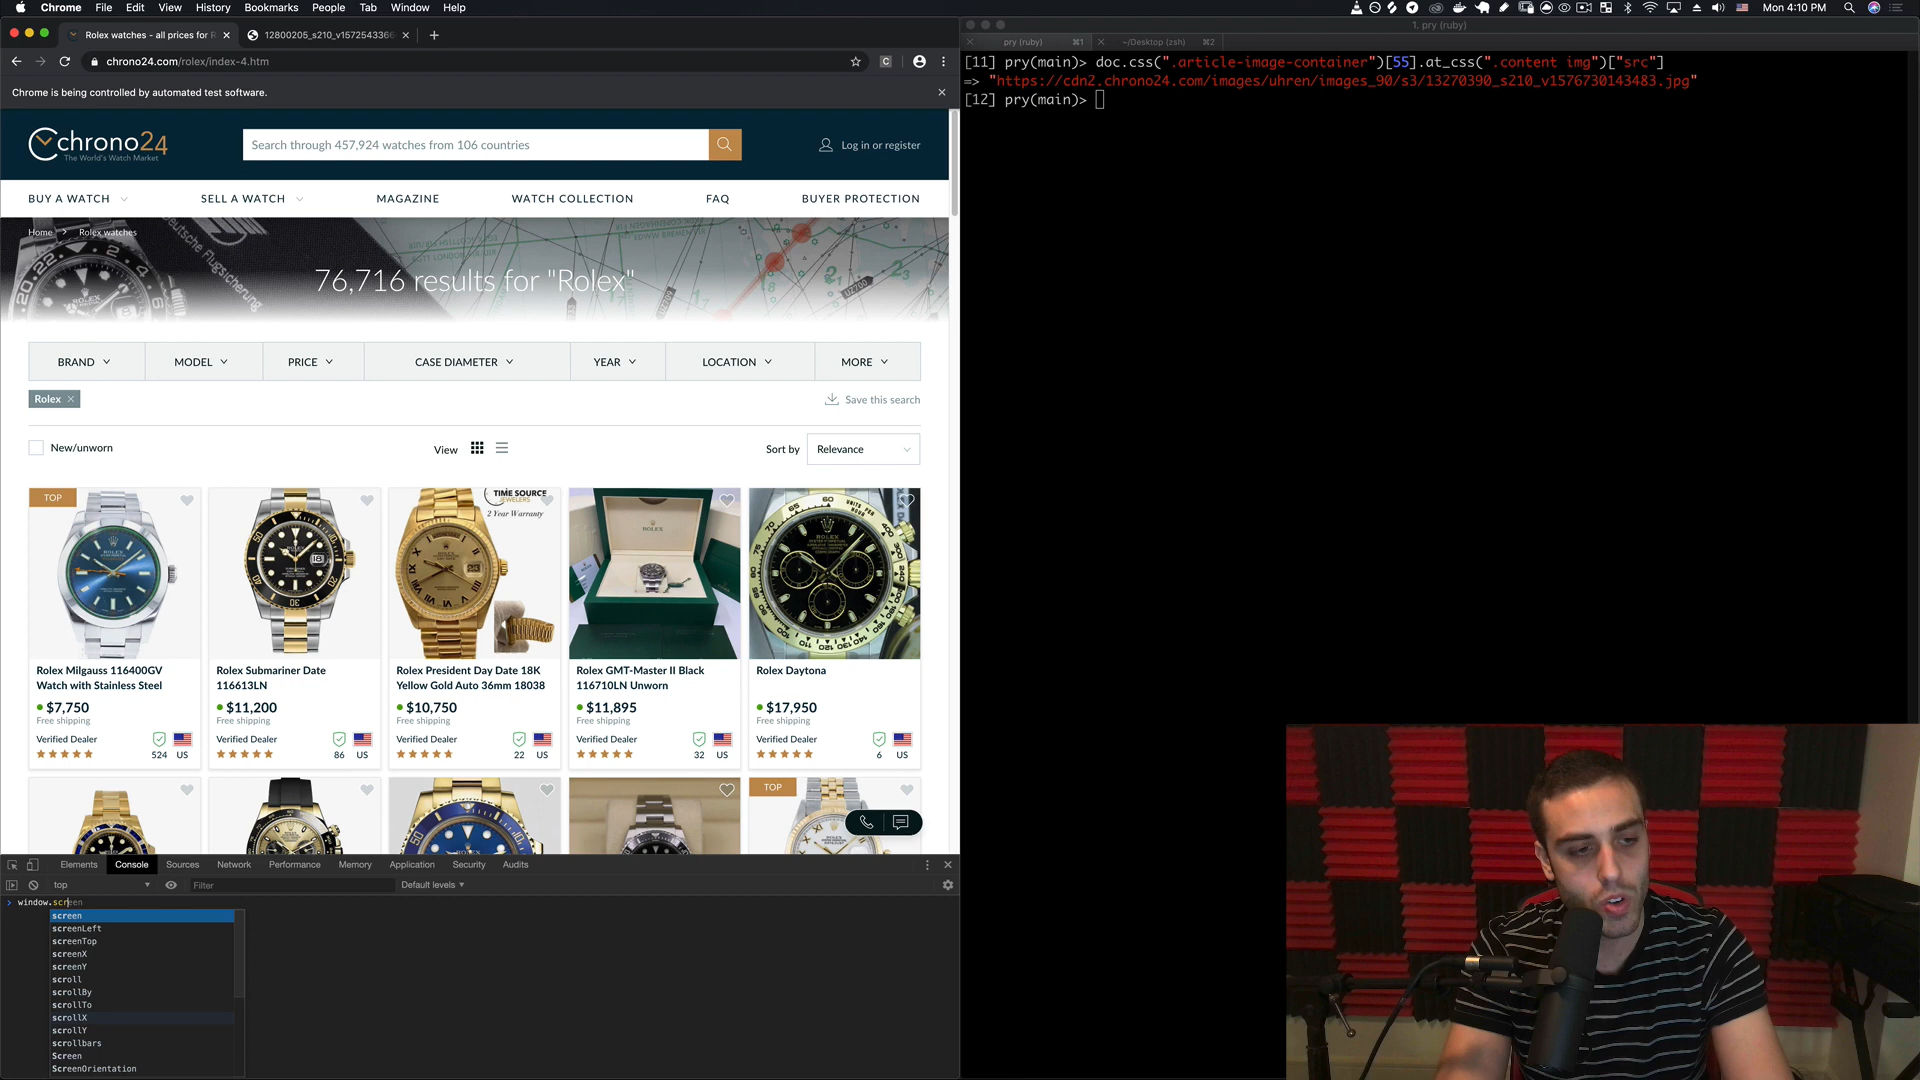 Chrome File Edit View History Bookmarks People Tab Window Help
Mon 4:10 PM
Rolex watches - all prices for R
12800205_s210_v1572543366
chrono24.com/rolex/index-4.htm
Chrome is being controlled by automated test software.
chrono24
The World's Watch Market
Search through 457,924 watches from 106 countries
Log in or register
BUY A WATCH
SELL A WATCH
MAGAZINE
WATCH COLLECTION
FAQ
BUYER PROTECTION
Home > Rolex watches
76,716 results for "Rolex"
BRAND
MODEL
PRICE
CASE DIAMETER
YEAR
LOCATION
MORE
Rolex
Save this search
New/unworn
View
Sort by
Relevance
TOP
TIME SOURCE
JEWELERS
2 Year Warranty
Rolex Milgauss 116400GV
Watch with Stainless Steel
$7,750
Free shipping
Verified Dealer
524 US
Rolex Submariner Date
116613LN
$11,200
Free shipping
Verified Dealer
86 US
Rolex President Day Date 18K
Yellow Gold Auto 36mm 18038
$10,750
Free shipping
Verified Dealer
22 US
Rolex GMT-Master II Black
116710LN Unworn
$11,895
Free shipping
Verified Dealer
32 US
Rolex Daytona
$17,950
Free shipping
Verified Dealer
6 US
TOP
Elements Console Sources Network Performance Memory Application Security Audits
top
Filter
Default levels
window.screen
screen
screenLeft
screenTop
screenX
screenY
scroll
scrollBy
scrollTo
scrollX
scrollY
scrollbars
Screen
ScreenOrientation
1. pry (ruby)
pry (ruby) ⌘1
~/Desktop (zsh) ⌘2
[11] pry(main)> doc.css(".article-image-container")[55].at_css(".content img")["src"]
=> "https://cdn2.chrono24.com/images/uhren/images_90/s3/13270390_s210_v1576730143483.jpg"
[12] pry(main)>